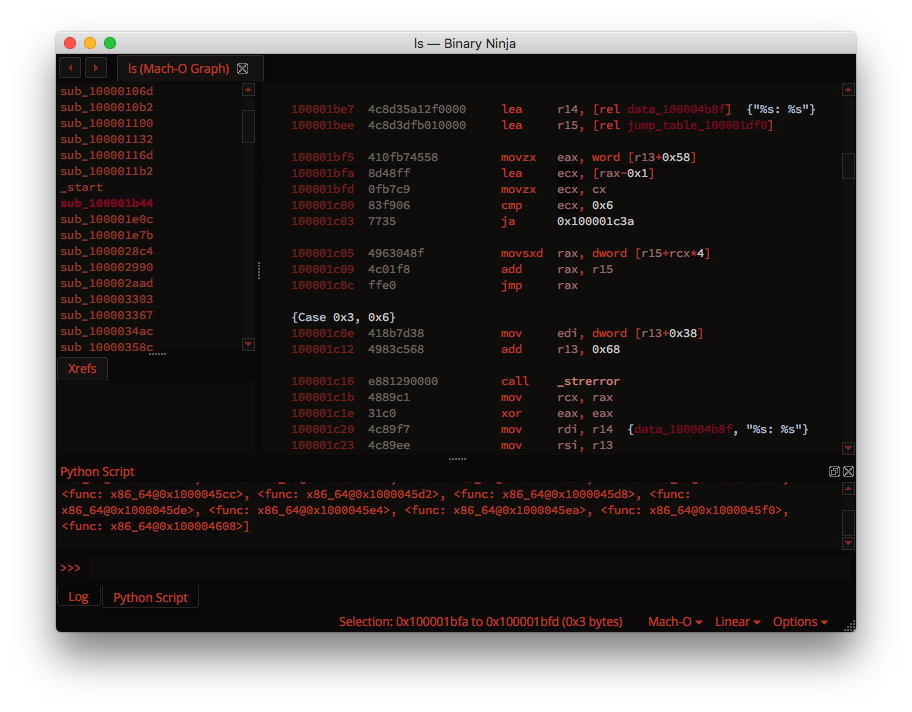 ls — Binary Ninja
ls (Mach-O Graph)
sub_10000106d
sub_1000010b2
sub_100001100
sub_100001132
sub_10000116d
sub_1000011b2
_start
sub_100001b44
sub_100001e0c
sub_100001e7b
sub_1000028c4
sub_100002990
sub_100002aad
sub_100003303
sub_100003367
sub_1000034ac
sub_10000358c
Xrefs
100001be7 4c8d35a12f0000 lea r14, [rel data_100004b8f] {"%s: %s"}
100001bee 4c8d3dfb010000 lea r15, [rel jump_table_100001df0]
100001bf5 410fb74558 movzx eax, word [r13+0x58]
100001bfa 8d48ff lea ecx, [rax-0x1]
100001bfd 0fb7c9 movzx ecx, cx
100001c00 83f906 cmp ecx, 0x6
100001c03 7735 ja 0x100001c3a
100001c05 4963048f movsxd rax, dword [r15+rcx*4]
100001c09 4c01f8 add rax, r15
100001c0c ffe0 jmp rax
{Case 0x3, 0x6}
100001c0e 418b7d38 mov edi, dword [r13+0x38]
100001c12 4983c568 add r13, 0x68
100001c16 e881290000 call _strerror
100001c1b 4889c1 mov rcx, rax
100001c1e 31c0 xor eax, eax
100001c20 4c89f7 mov rdi, r14 {data_100004b8f, "%s: %s"}
100001c23 4c89ee mov rsi, r13
Python Script
<func: x86_64@0x1000045cc>, <func: x86_64@0x1000045d2>, <func: x86_64@0x1000045d8>, <func:
x86_64@0x1000045de>, <func: x86_64@0x1000045e4>, <func: x86_64@0x1000045ea>, <func: x86_64@0x1000045f0>,
<func: x86_64@0x100004608>]
>>>
Log Python Script
Selection: 0x100001bfa to 0x100001bfd (0x3 bytes) Mach-O Linear Options